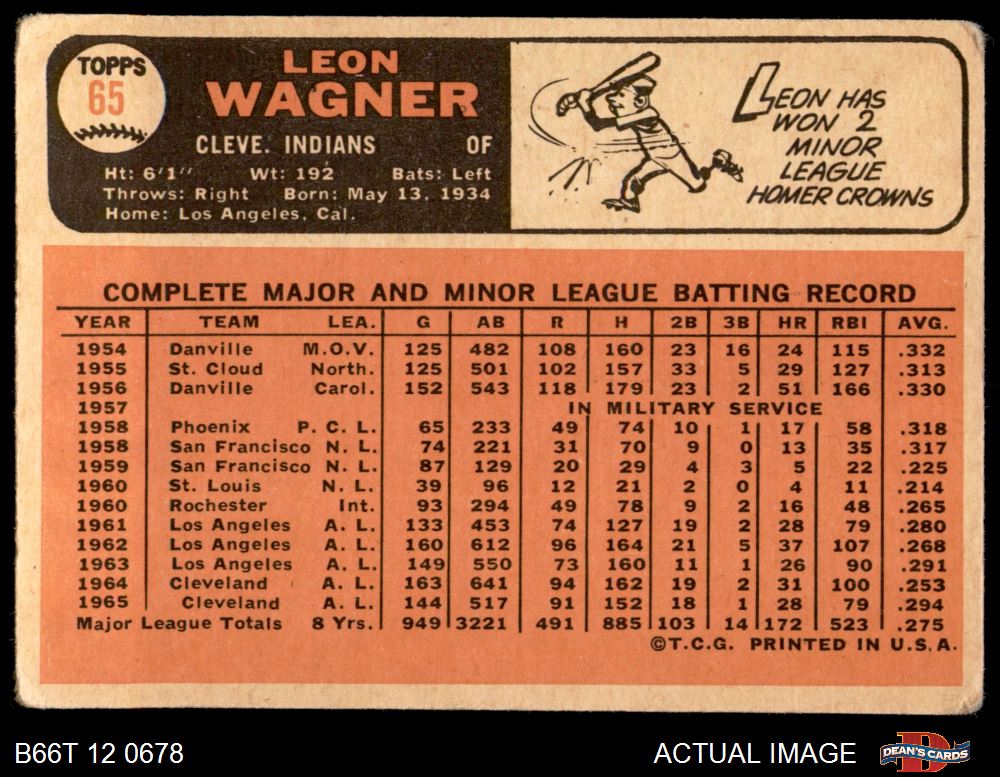 TOPPS
65
LEON
WAGNER
CLEVE. INDIANS OF
Ht: 6'1" Wt: 192 Bats: Left
Throws: Right Born: May 13, 1934
Home: Los Angeles, Cal.
LEON HAS
WON 2
MINOR
LEAGUE
HOMER CROWNS
COMPLETE MAJOR AND MINOR LEAGUE BATTING RECORD
YEAR TEAM LEA. G AB R H 2B 3B HR RBI AVG.
1954 Danville M.O.V. 125 482 108 160 23 16 24 115 .332
1955 St. Cloud North. 125 501 102 157 33 5 29 127 .313
1956 Danville Carol. 152 543 118 179 23 2 51 166 .330
1957 IN MILITARY SERVICE
1958 Phoenix P. C. L. 65 233 49 74 10 1 17 58 .318
1958 San Francisco N. L. 74 221 31 70 9 0 13 35 .317
1959 San Francisco N. L. 87 129 20 29 4 3 5 22 .225
1960 St. Louis N. L. 39 96 12 21 2 0 4 11 .214
1960 Rochester Int. 93 294 49 78 9 2 16 48 .265
1961 Los Angeles A. L. 133 453 74 127 19 2 28 79 .280
1962 Los Angeles A. L. 160 612 96 164 21 5 37 107 .268
1963 Los Angeles A. L. 149 550 73 160 11 1 26 90 .291
1964 Cleveland A. L. 163 641 94 162 19 2 31 100 .253
1965 Cleveland A. L. 144 517 91 152 18 1 28 79 .294
Major League Totals 8 Yrs. 949 3221 491 885 103 14 172 523 .275
©T.C.G. PRINTED IN U.S.A.
B66T 12 0678 ACTUAL IMAGE DEAN'S CARDS